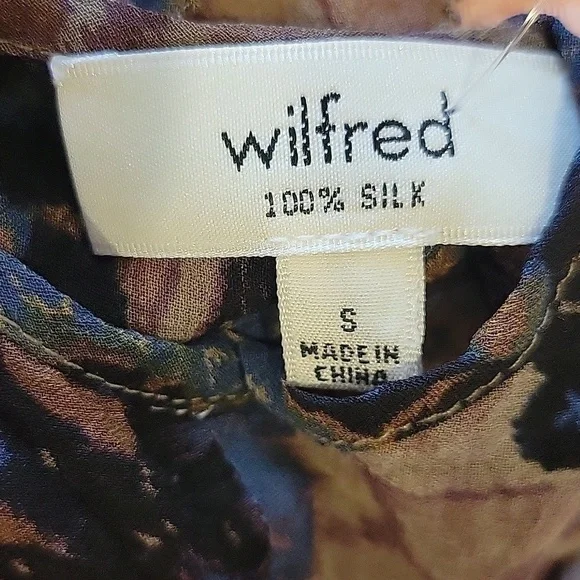 wilfred
100% SILK
S
MADE IN
CHINA